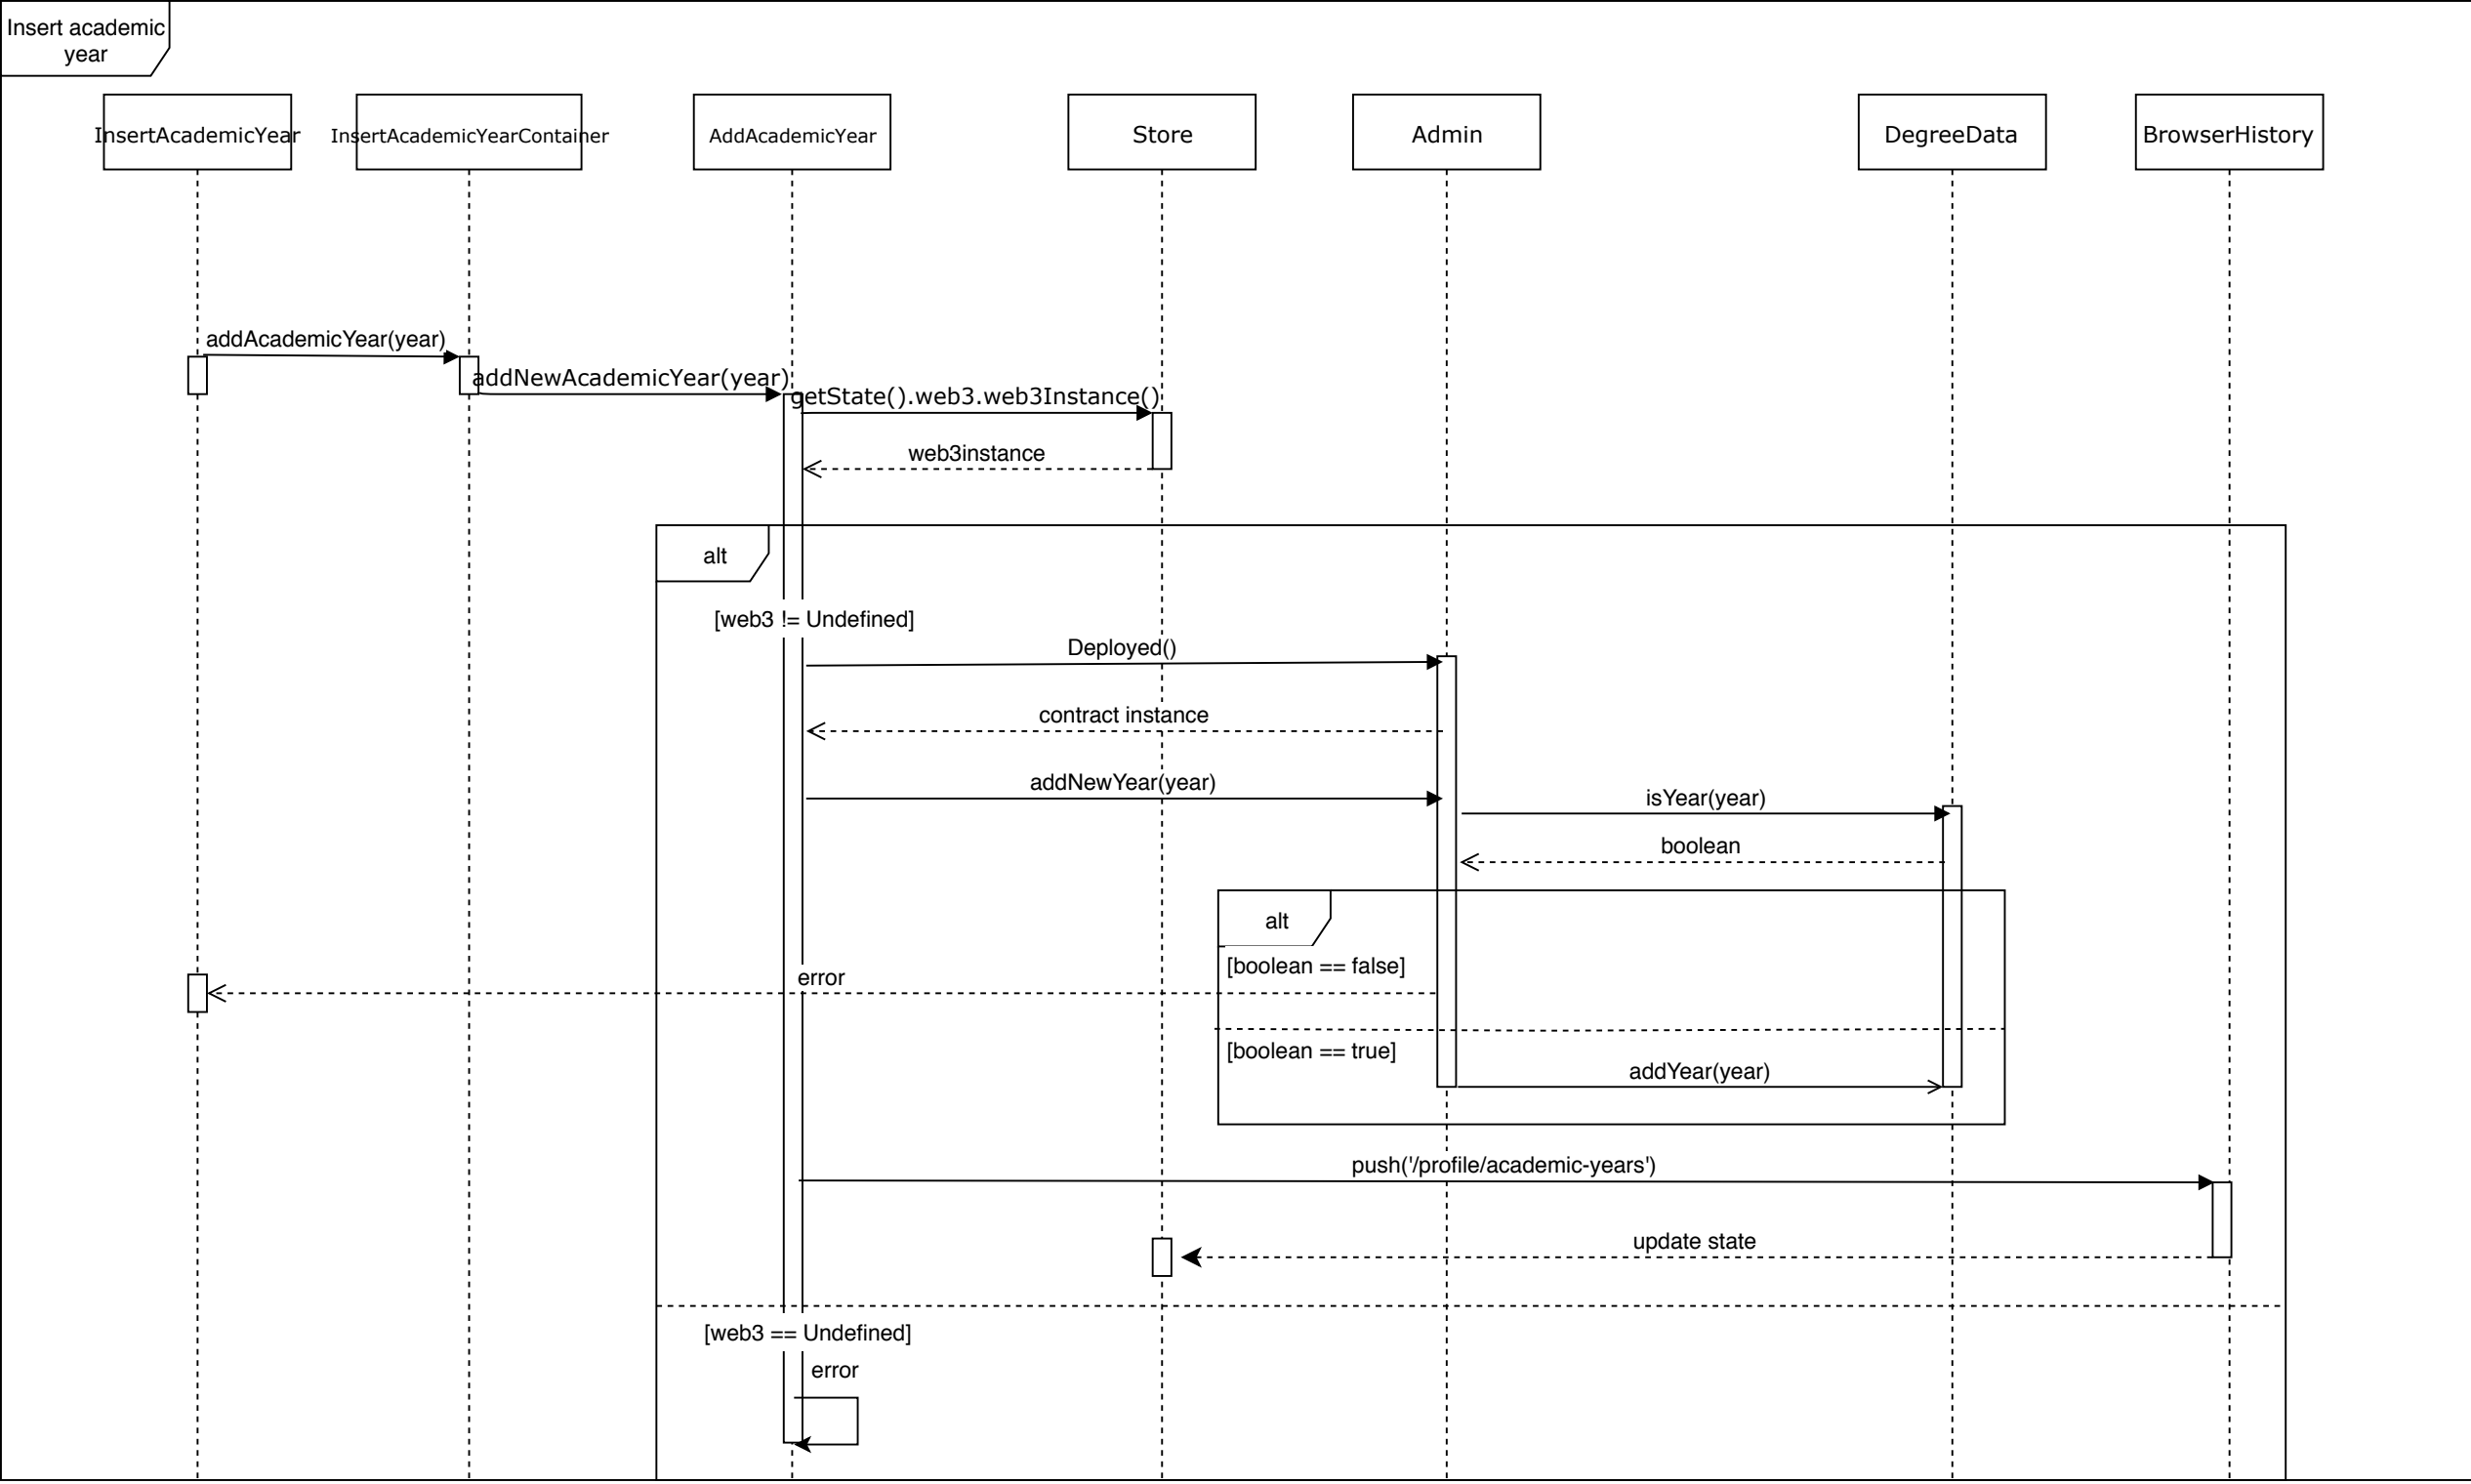 Insert academic
year
InsertAcademicYear
InsertAcademicYearContainer
AddAcademicYear
Store
Admin
DegreeData
BrowserHistory
addAcademicYear(year)
addNewAcademicYear(year)
getState().web3.web3Instance()
web3instance
alt
[web3 != Undefined]
Deployed()
contract instance
addNewYear(year)
isYear(year)
boolean
alt
[boolean == false]
error
[boolean == true]
addYear(year)
push('/profile/academic-years')
update state
[web3 == Undefined]
error